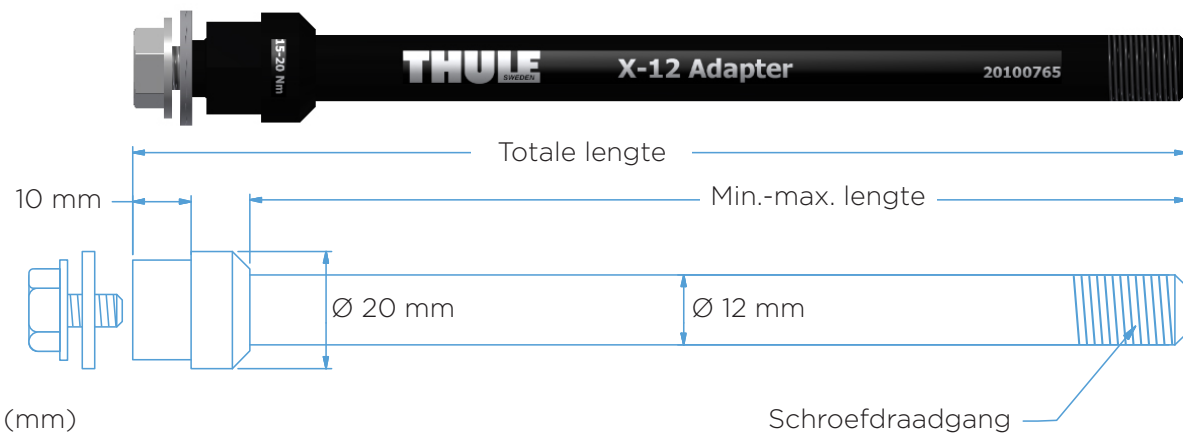 15-20 Nm
THULE
SWEDEN
X-12 Adapter
20100765
Totale lengte
10 mm
Min.-max. lengte
Ø 20 mm
Ø 12 mm
(mm)
Schroefdraadgang